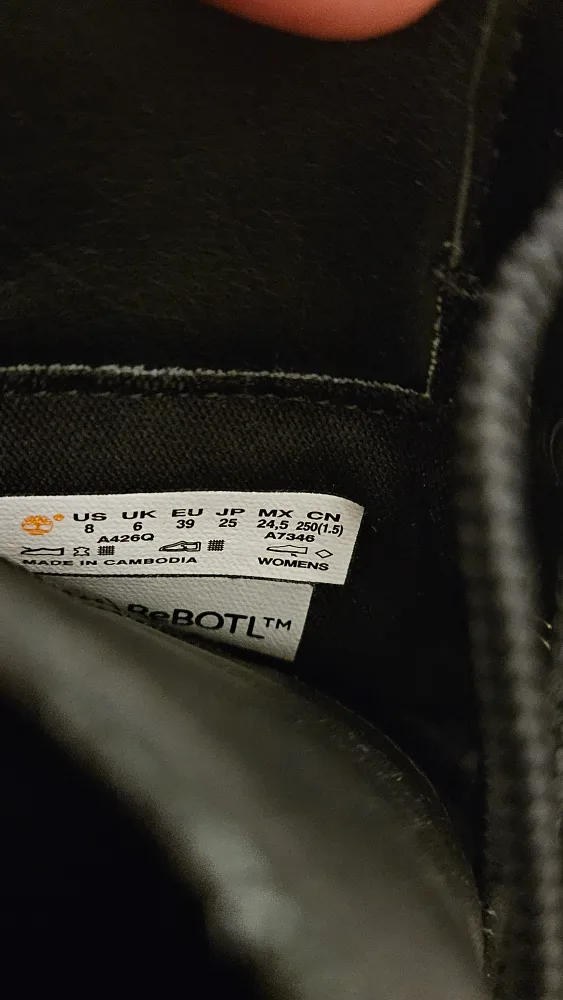 US UK EU JP MX CN
8 6 39 25 24,5 250(1.5)
A426Q A7346
MADE IN CAMBODIA WOMENS
ReBOTL™